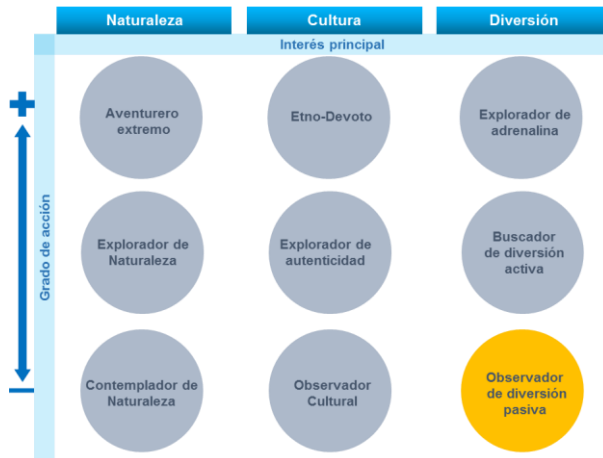 Naturaleza
Cultura
Diversión
Interés principal
Grado de acción
Aventurero
extremo
Etno-Devoto
Explorador de
adrenalina
Explorador de
Naturaleza
Explorador de
autenticidad
Buscador
de diversión
activa
Contemplador de
Naturaleza
Observador
Cultural
Observador
de diversión
pasiva